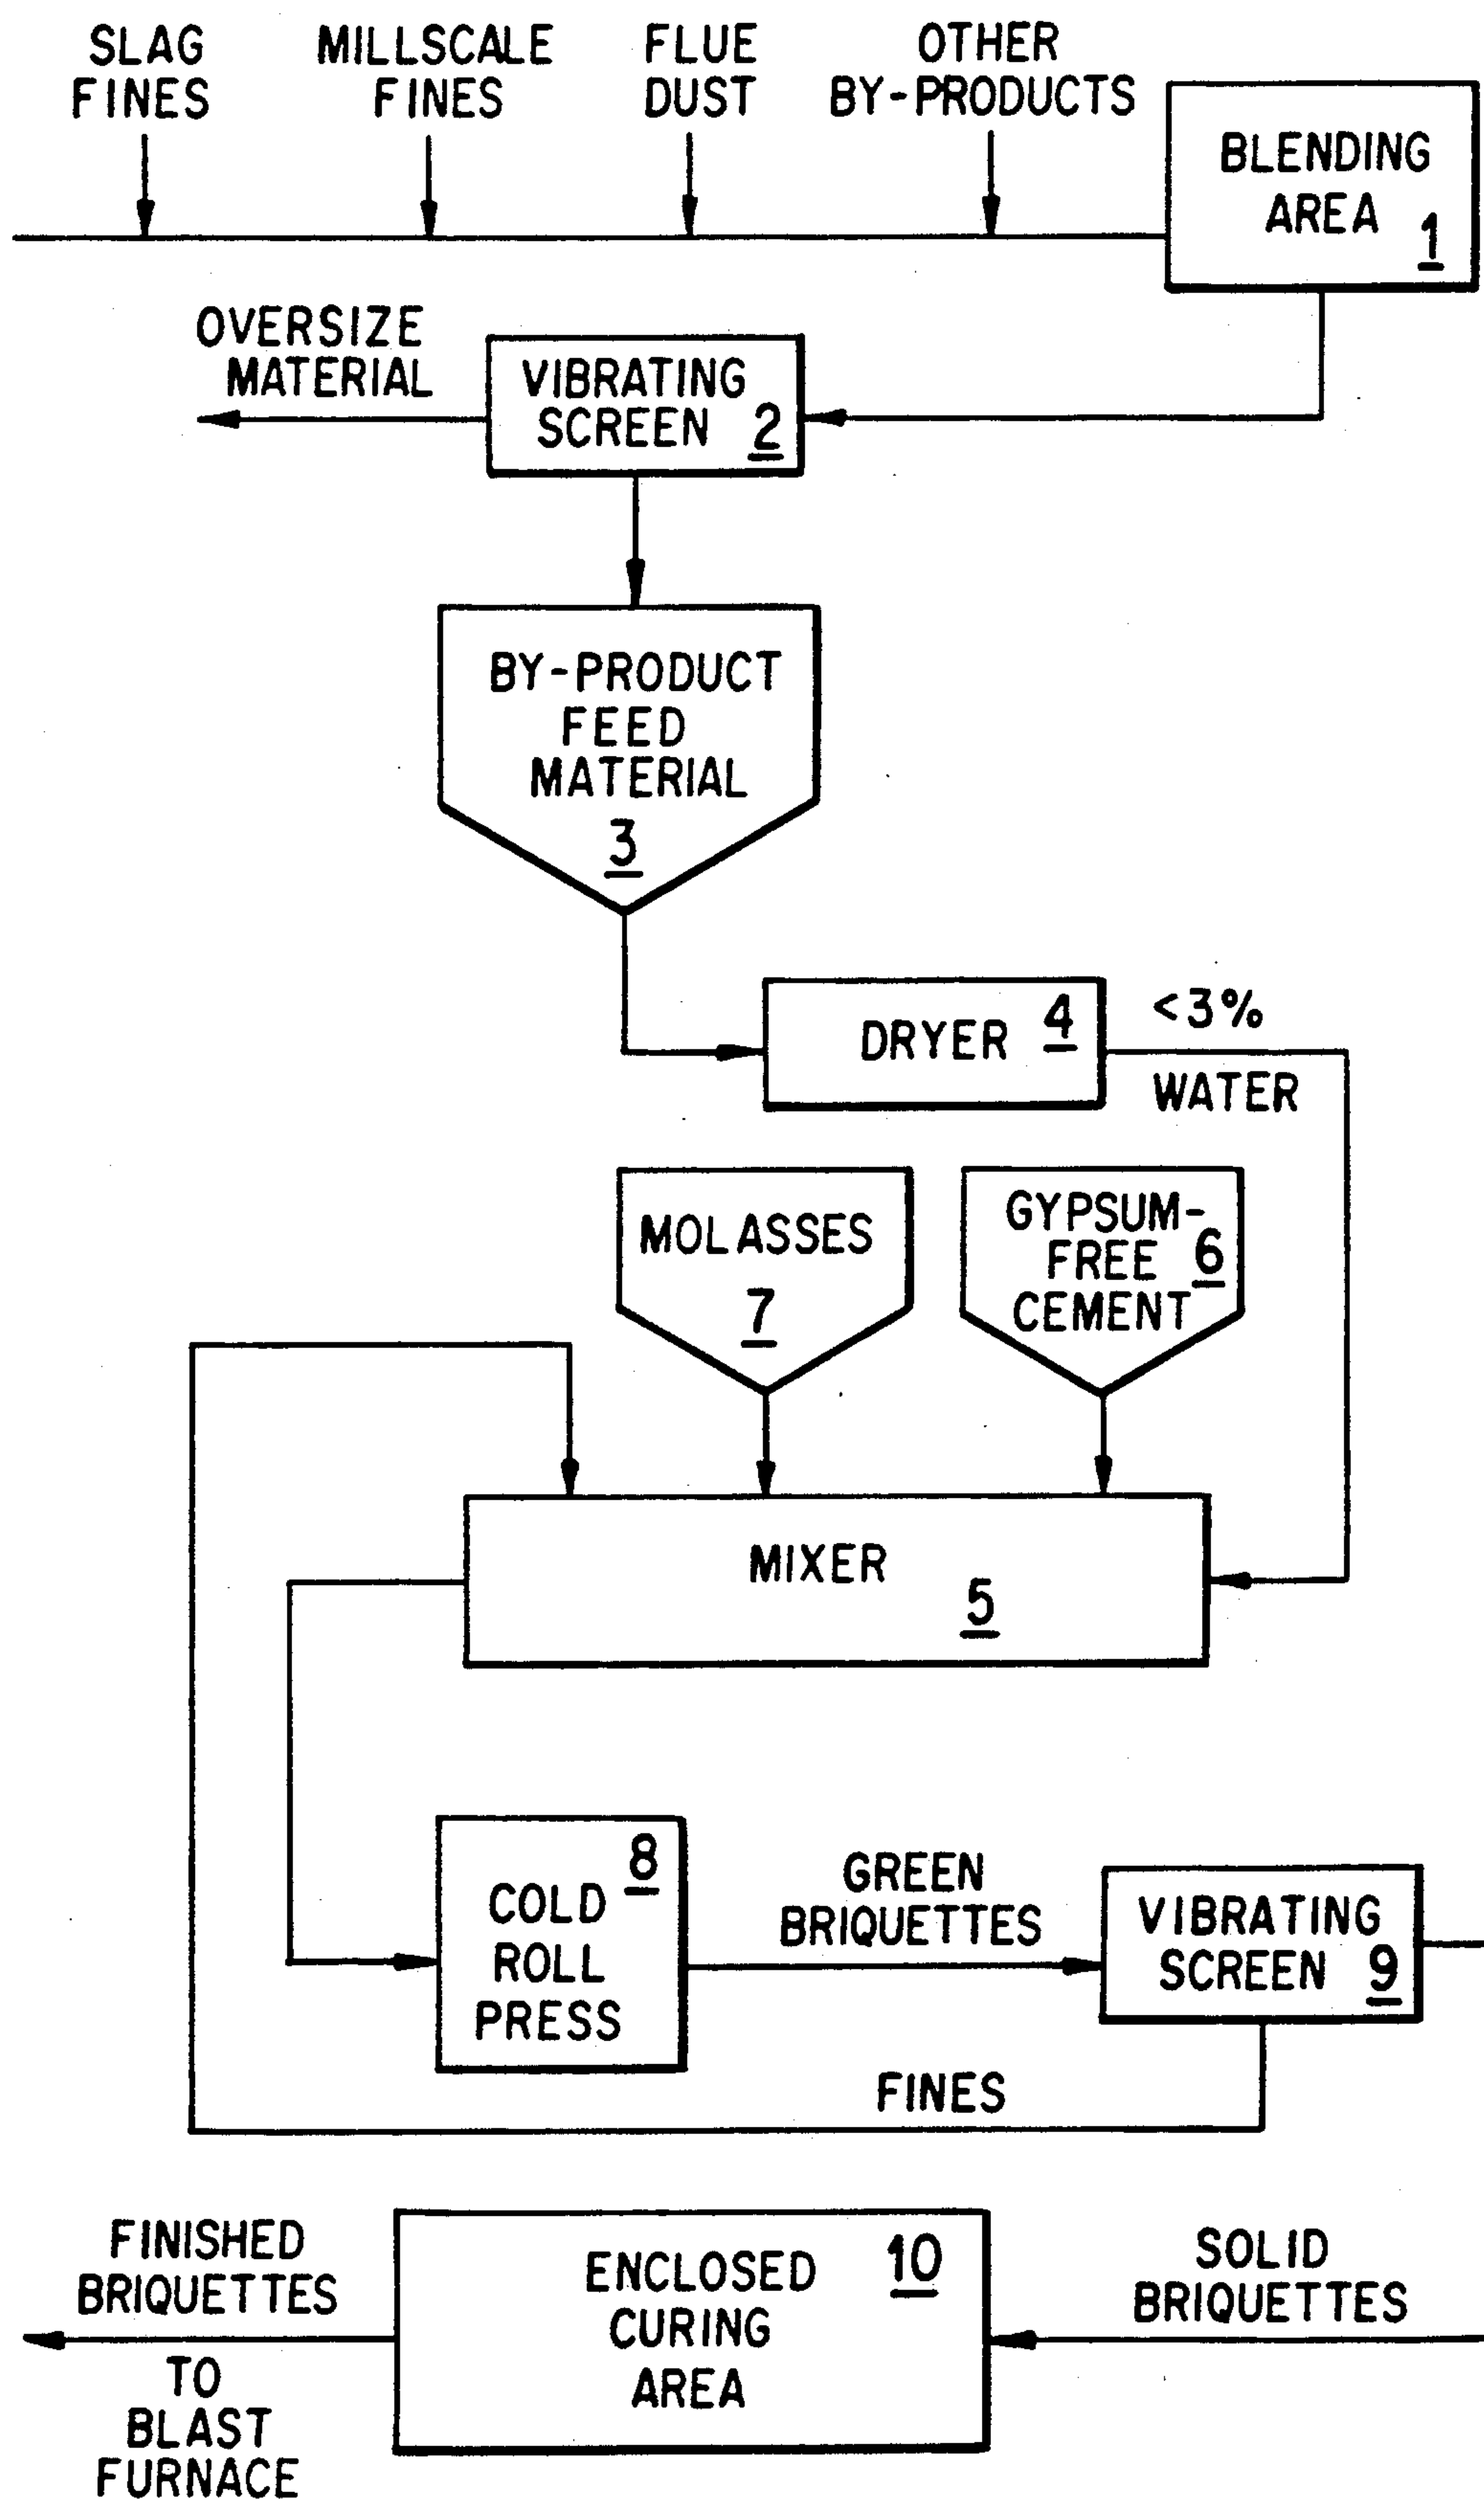 SLAG
FINES
MILLSCALE
FINES
FLUE
DUST
OTHER
BY-PRODUCTS
BLENDING
AREA
1
OVERSIZE
MATERIAL
VIBRATING
SCREEN 2
BY-PRODUCT
FEED
MATERIAL
3
DRYER 4
<3%
WATER
MOLASSES
7
GYPSUM-
FREE 6
CEMENT
MIXER
5
8
COLD
ROLL
PRESS
GREEN
BRIQUETTES
VIBRATING
SCREEN 9
FINES
FINISHED
BRIQUETTES
TO
BLAST
FURNACE
10
ENCLOSED
CURING
AREA
SOLID
BRIQUETTES